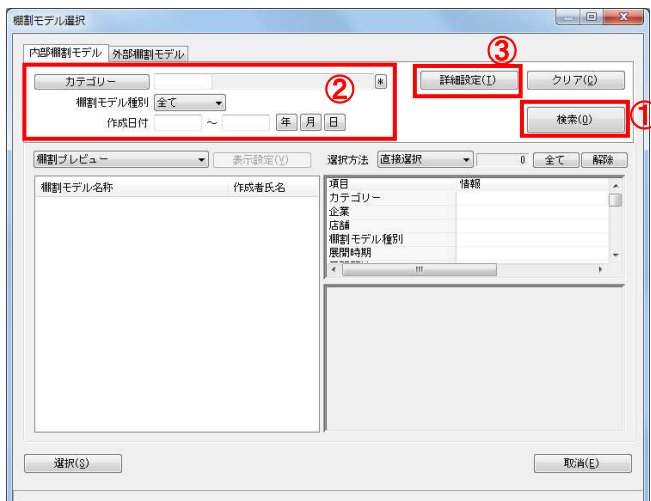 棚割モデル選択
内部棚割モデル 外部棚割モデル
③
カテゴリー * ② 詳細設定(I) クリア(C)
棚割モデル種別 全て
作成日付 ～ 年 月 日 検索(Q) ①
棚割プレビュー 表示設定(V) 選択方法 直接選択 0 全て 解除
棚割モデル名称 作成者氏名 項目 情報
カテゴリー
企業
店舗
棚割モデル種別
展開時期
選択(S) 取消(E)